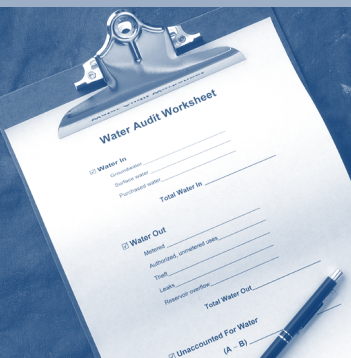 Water Audit Worksheet
☑ Water In
Groundwater
Surface water
Purchased water
Total Water In
☑ Water Out
Metered
Authorized, unmetered uses
Theft
Leaks
Reservoir overflow
Total Water Out
☑ Unaccounted For Water
(A – B)